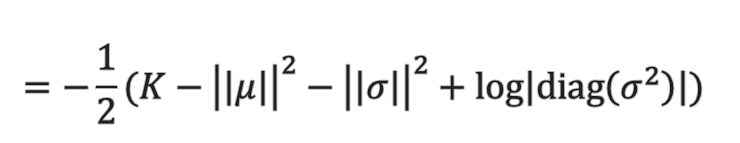 = −1/2 (K − ||μ||² − ||σ||² + log|diag(σ²)|)